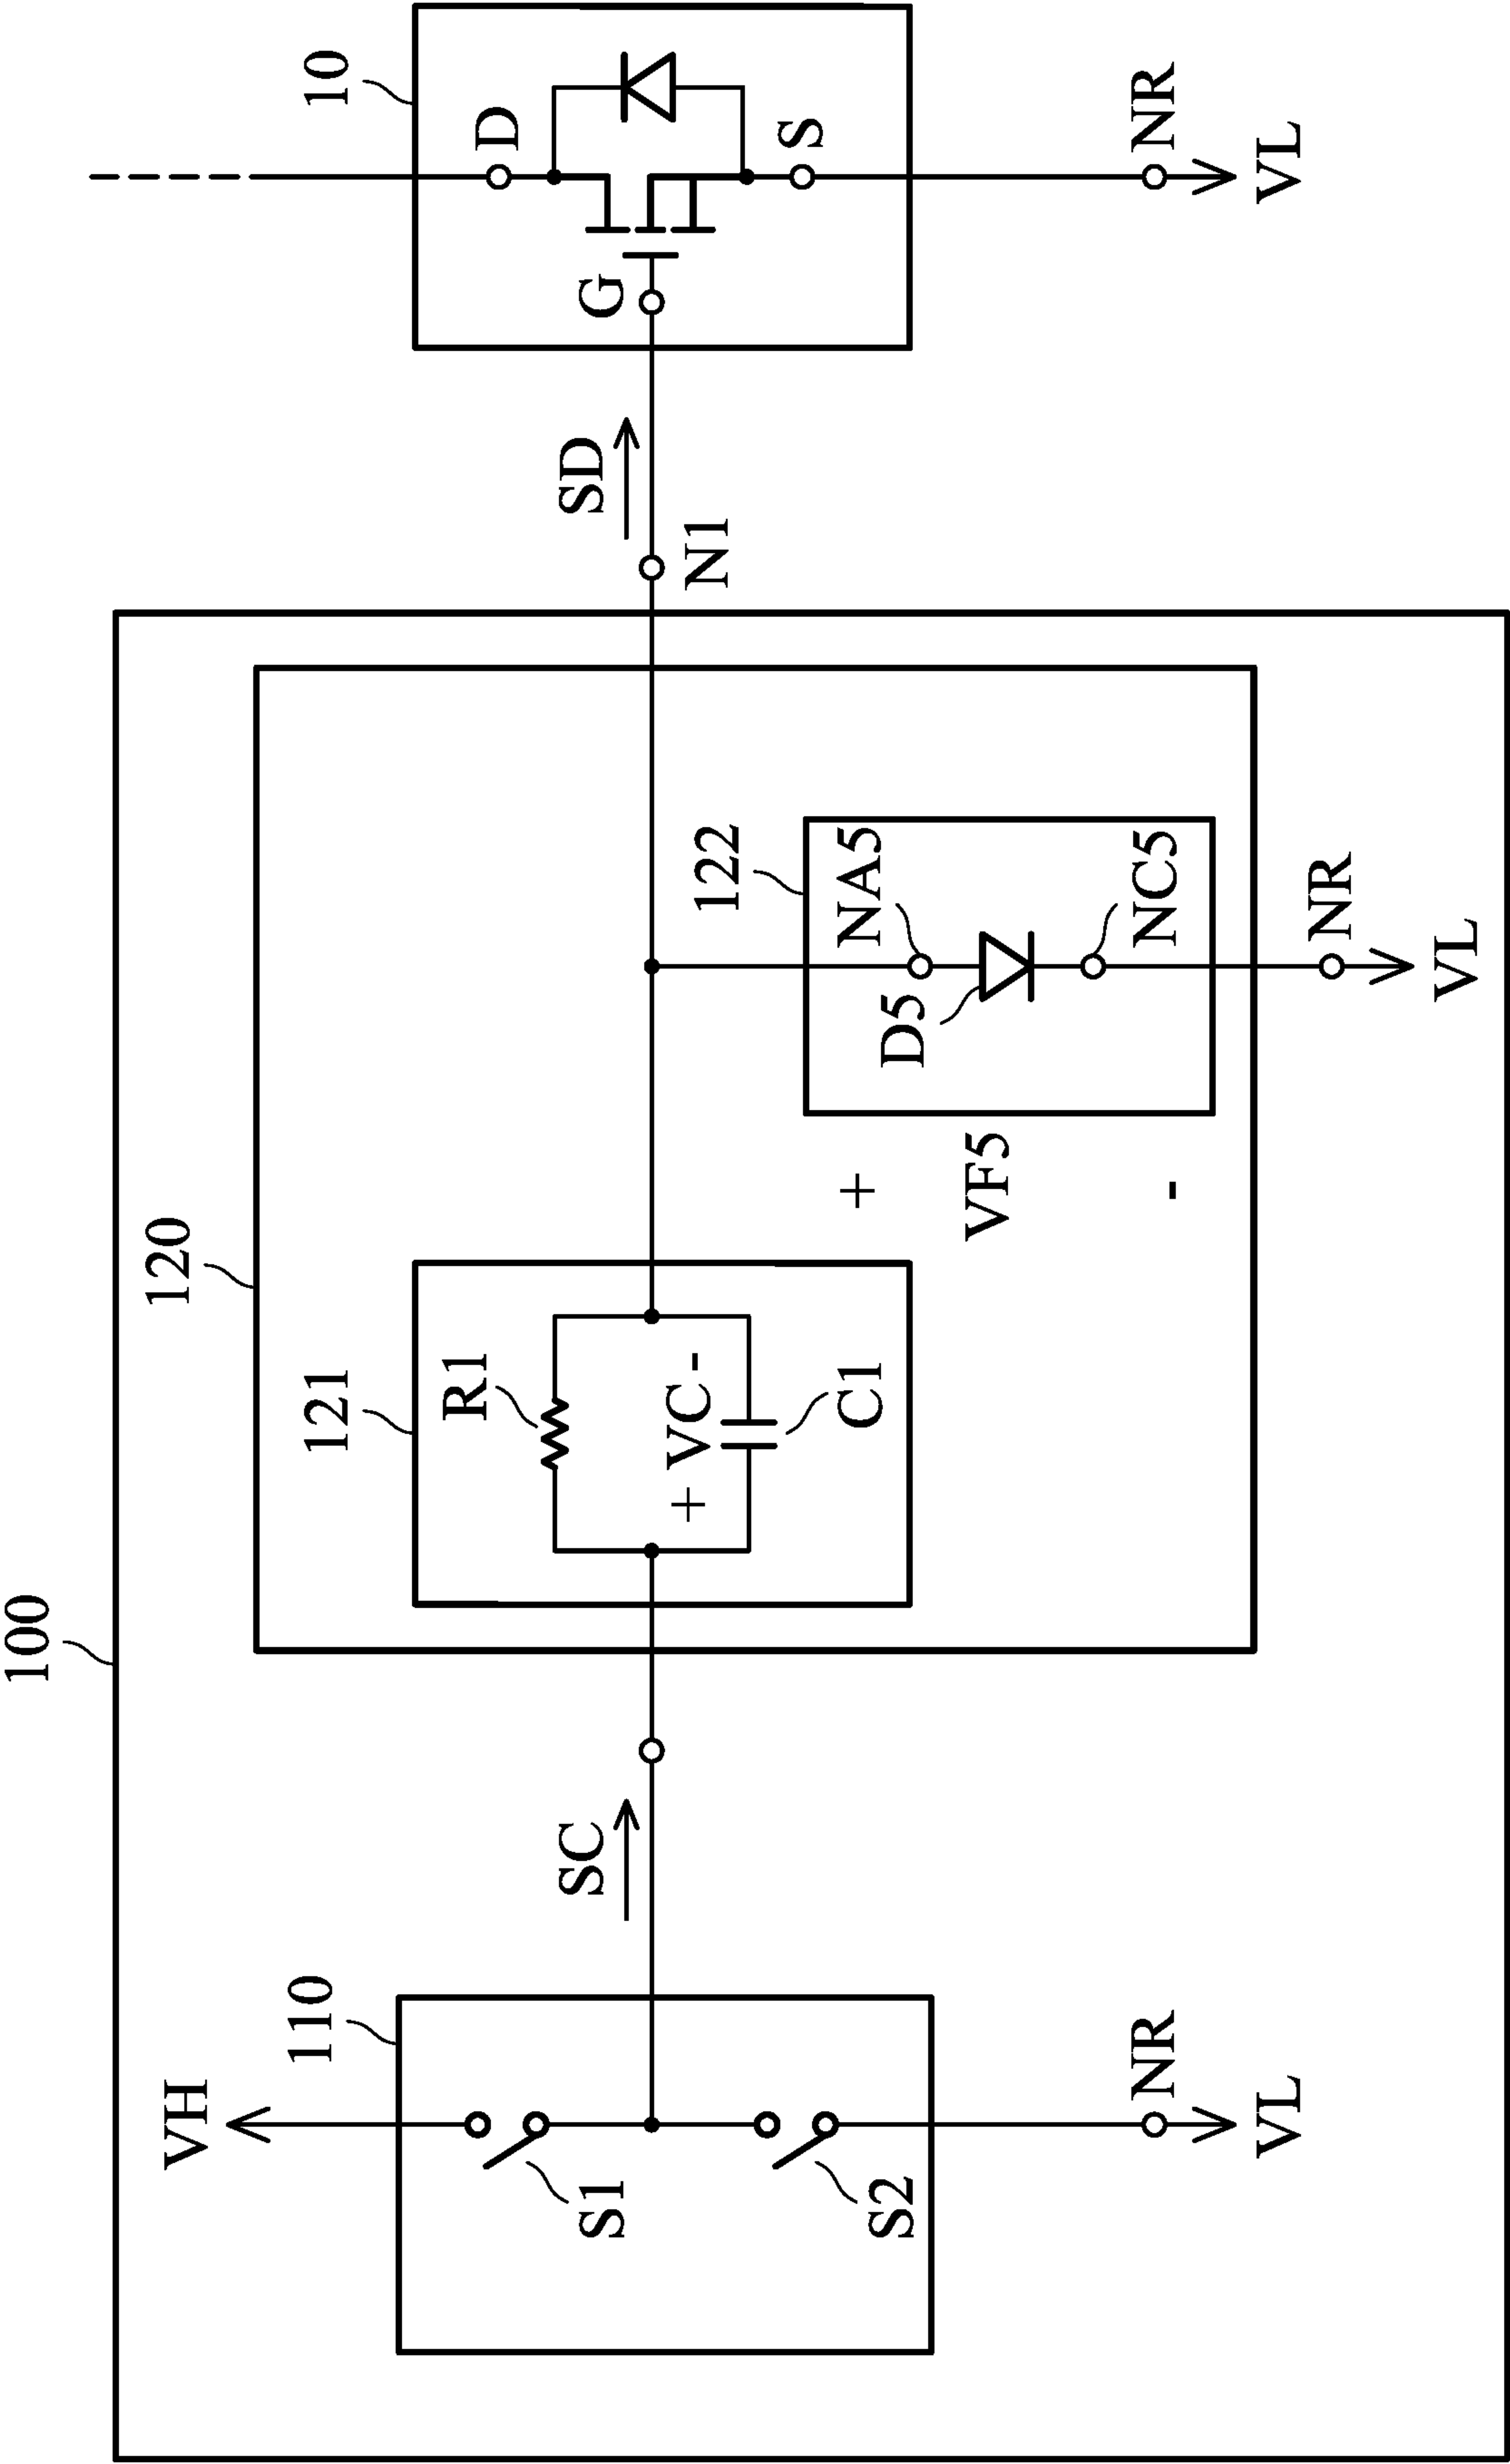 100
120
110
VH
S1
S2
NR
VL
SC
121
R1
+ VC -
C1
122
NA5
D5
NC5
+
VF5
-
NR
VL
SD
N1
10
D
G
S
NR
VL